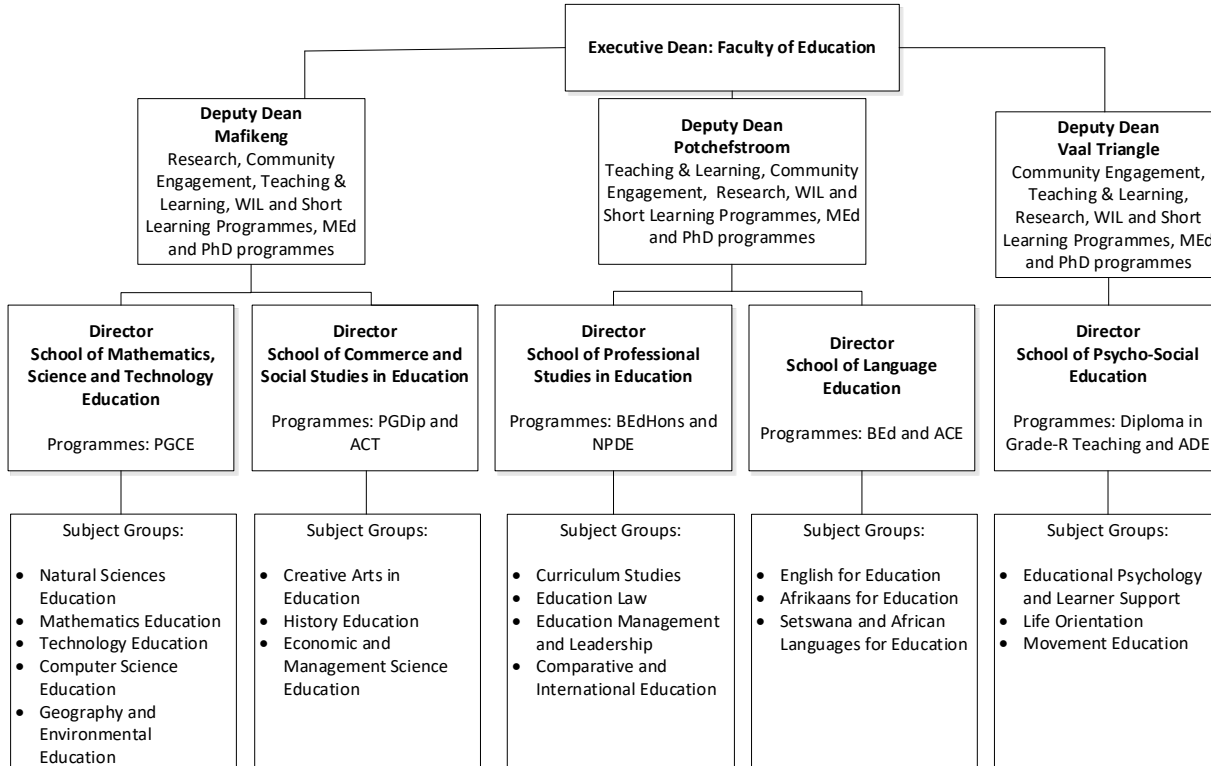 Executive Dean: Faculty of Education
Deputy Dean
Mafikeng
Research, Community
Engagement, Teaching &
Learning, WIL and Short
Learning Programmes, MEd
and PhD programmes
Deputy Dean
Potchefstroom
Teaching & Learning, Community
Engagement, Research, WIL and
Short Learning Programmes, MEd
and PhD programmes
Deputy Dean
Vaal Triangle
Community Engagement,
Teaching & Learning,
Research, WIL and Short
Learning Programmes, MEd
and PhD programmes
Director
School of Mathematics,
Science and Technology
Education
Programmes: PGCE
Director
School of Commerce and
Social Studies in Education
Programmes: PGDip and
ACT
Director
School of Professional
Studies in Education
Programmes: BEdHons and
NPDE
Director
School of Language
Education
Programmes: BEd and ACE
Director
School of Psycho-Social
Education
Programmes: Diploma in
Grade-R Teaching and ADE
Subject Groups:
• Natural Sciences
Education
• Mathematics Education
• Technology Education
• Computer Science
Education
• Geography and
Environmental
Education
Subject Groups:
• Creative Arts in
Education
• History Education
• Economic and
Management Science
Education
Subject Groups:
• Curriculum Studies
• Education Law
• Education Management
and Leadership
• Comparative and
International Education
Subject Groups:
• English for Education
• Afrikaans for Education
• Setswana and African
Languages for Education
Subject Groups:
• Educational Psychology
and Learner Support
• Life Orientation
• Movement Education